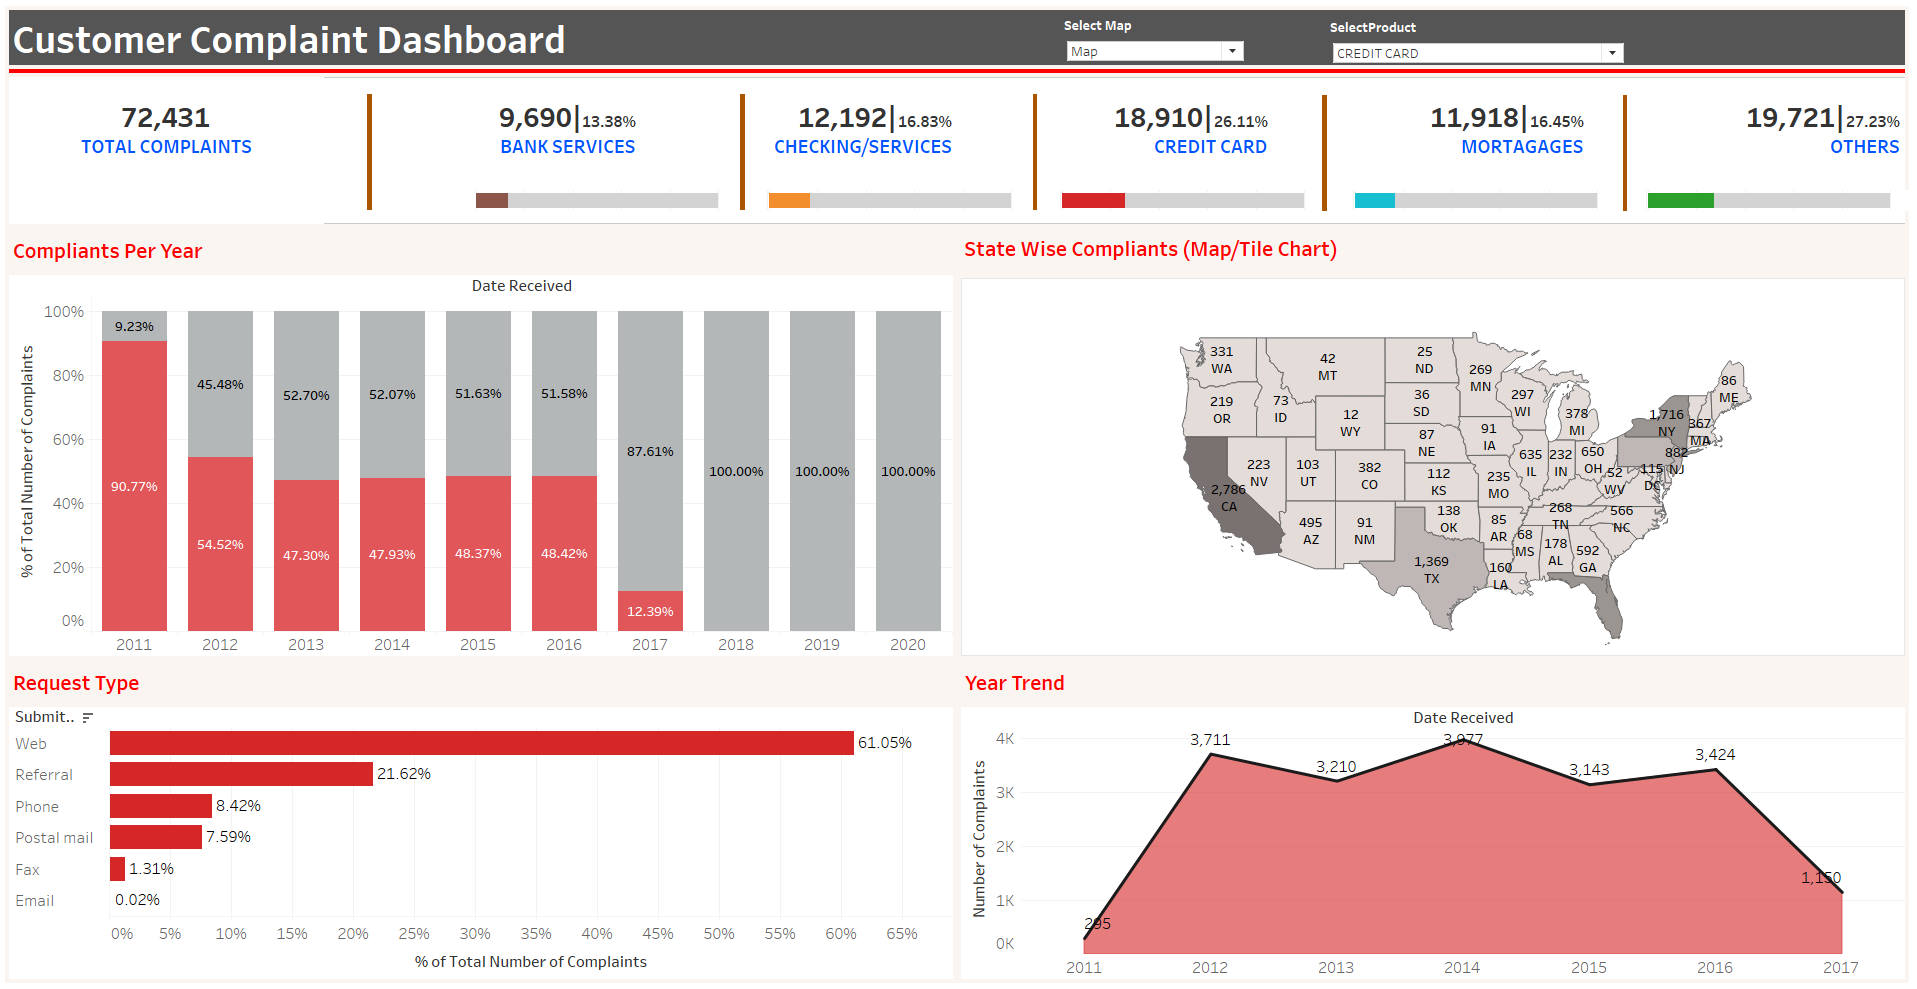 Customer Complaint Dashboard
Select Map
Map
SelectProduct
CREDIT CARD
72,431
TOTAL COMPLAINTS
9,690|13.38%
BANK SERVICES
12,192|16.83%
CHECKING/SERVICES
18,910|26.11%
CREDIT CARD
11,918|16.45%
MORTAGAGES
19,721|27.23%
OTHERS
Compliants Per Year
Date Received
% of Total Number of Complaints
100%
80%
60%
40%
20%
0%
9.23%
90.77%
45.48%
54.52%
52.70%
47.30%
52.07%
47.93%
51.63%
48.37%
51.58%
48.42%
87.61%
12.39%
100.00%
100.00%
100.00%
2011 2012 2013 2014 2015 2016 2017 2018 2019 2020
State Wise Compliants (Map/Tile Chart)
331
WA
42
MT
25
ND
269
MN
86
ME
219
OR
73
ID
12
WY
36
SD
297
WI
378
MI
1,716
NY
367
MA
87
NE
91
IA
223
NV
103
UT
382
CO
112
KS
235
MO
635
IL
232
IN
650
OH
52
WV
115
DC
882
NJ
2,786
CA
495
AZ
91
NM
138
OK
85
AR
268
TN
566
NC
68
MS
178
AL
592
GA
1,369
TX
160
LA
Request Type
Submit..
Web 61.05%
Referral 21.62%
Phone 8.42%
Postal mail 7.59%
Fax 1.31%
Email 0.02%
0% 5% 10% 15% 20% 25% 30% 35% 40% 45% 50% 55% 60% 65%
% of Total Number of Complaints
Year Trend
Date Received
Number of Complaints
4K
3K
2K
1K
0K
295
3,711
3,210
3,977
3,143
3,424
1,150
2011 2012 2013 2014 2015 2016 2017